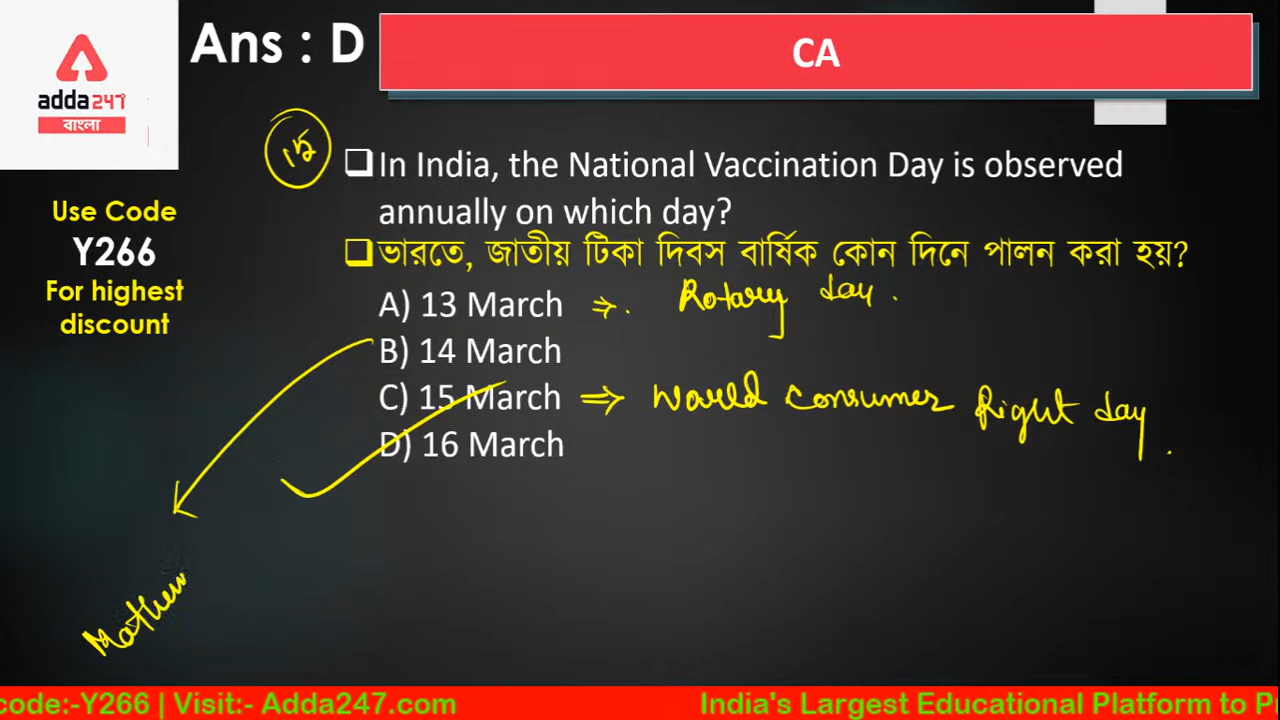 Ans : D
CA
adda247
বাংলা
In India, the National Vaccination Day is observed
annually on which day?
ভারতে, জাতীয় টিকা দিবস বার্ষিক কোন দিনে পালন করা হয়?
A) 13 March ⇒ Rotary day.
B) 14 March
C) 15 March ⇒ World consumer Right day.
D) 16 March
Use Code
Y266
For highest
discount
Mathem
code:-Y266 | Visit:- Adda247.com
India's Largest Educational Platform to P